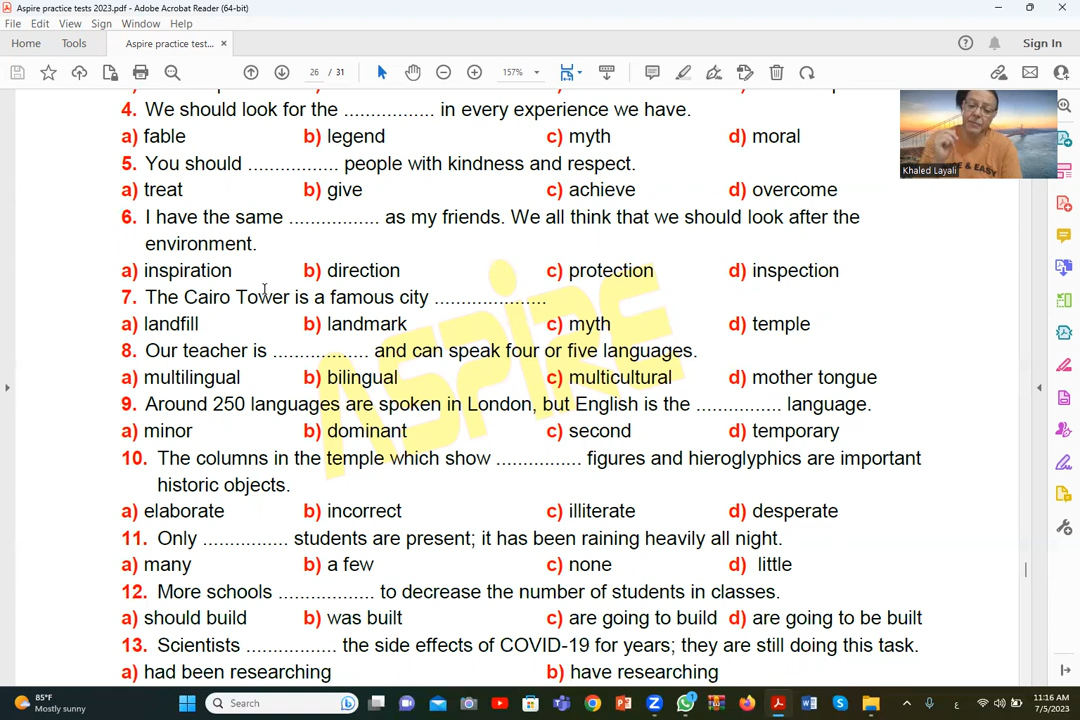 Aspire practice tests 2023.pdf - Adobe Acrobat Reader (64-bit)
File Edit View Sign Window Help
Home Tools Aspire practice test... × Sign In
26 / 31 157%
4. We should look for the ................ in every experience we have.
a) fable b) legend c) myth d) moral
Khaled Layali
5. You should ................ people with kindness and respect.
a) treat b) give c) achieve d) overcome
6. I have the same ................ as my friends. We all think that we should look after the
environment.
a) inspiration b) direction c) protection d) inspection
7. The Cairo Tower is a famous city ....................
a) landfill b) landmark c) myth d) temple
8. Our teacher is ................. and can speak four or five languages.
a) multilingual b) bilingual c) multicultural d) mother tongue
9. Around 250 languages are spoken in London, but English is the ............... language.
a) minor b) dominant c) second d) temporary
10. The columns in the temple which show ............... figures and hieroglyphics are important
historic objects.
a) elaborate b) incorrect c) illiterate d) desperate
11. Only ............... students are present; it has been raining heavily all night.
a) many b) a few c) none d) little
12. More schools ................. to decrease the number of students in classes.
a) should build b) was built c) are going to build d) are going to be built
13. Scientists ................ the side effects of COVID-19 for years; they are still doing this task.
a) had been researching b) have researching
ASPIRE
85°F
Mostly sunny
Search
1
ع
11:16 AM
7/5/2023